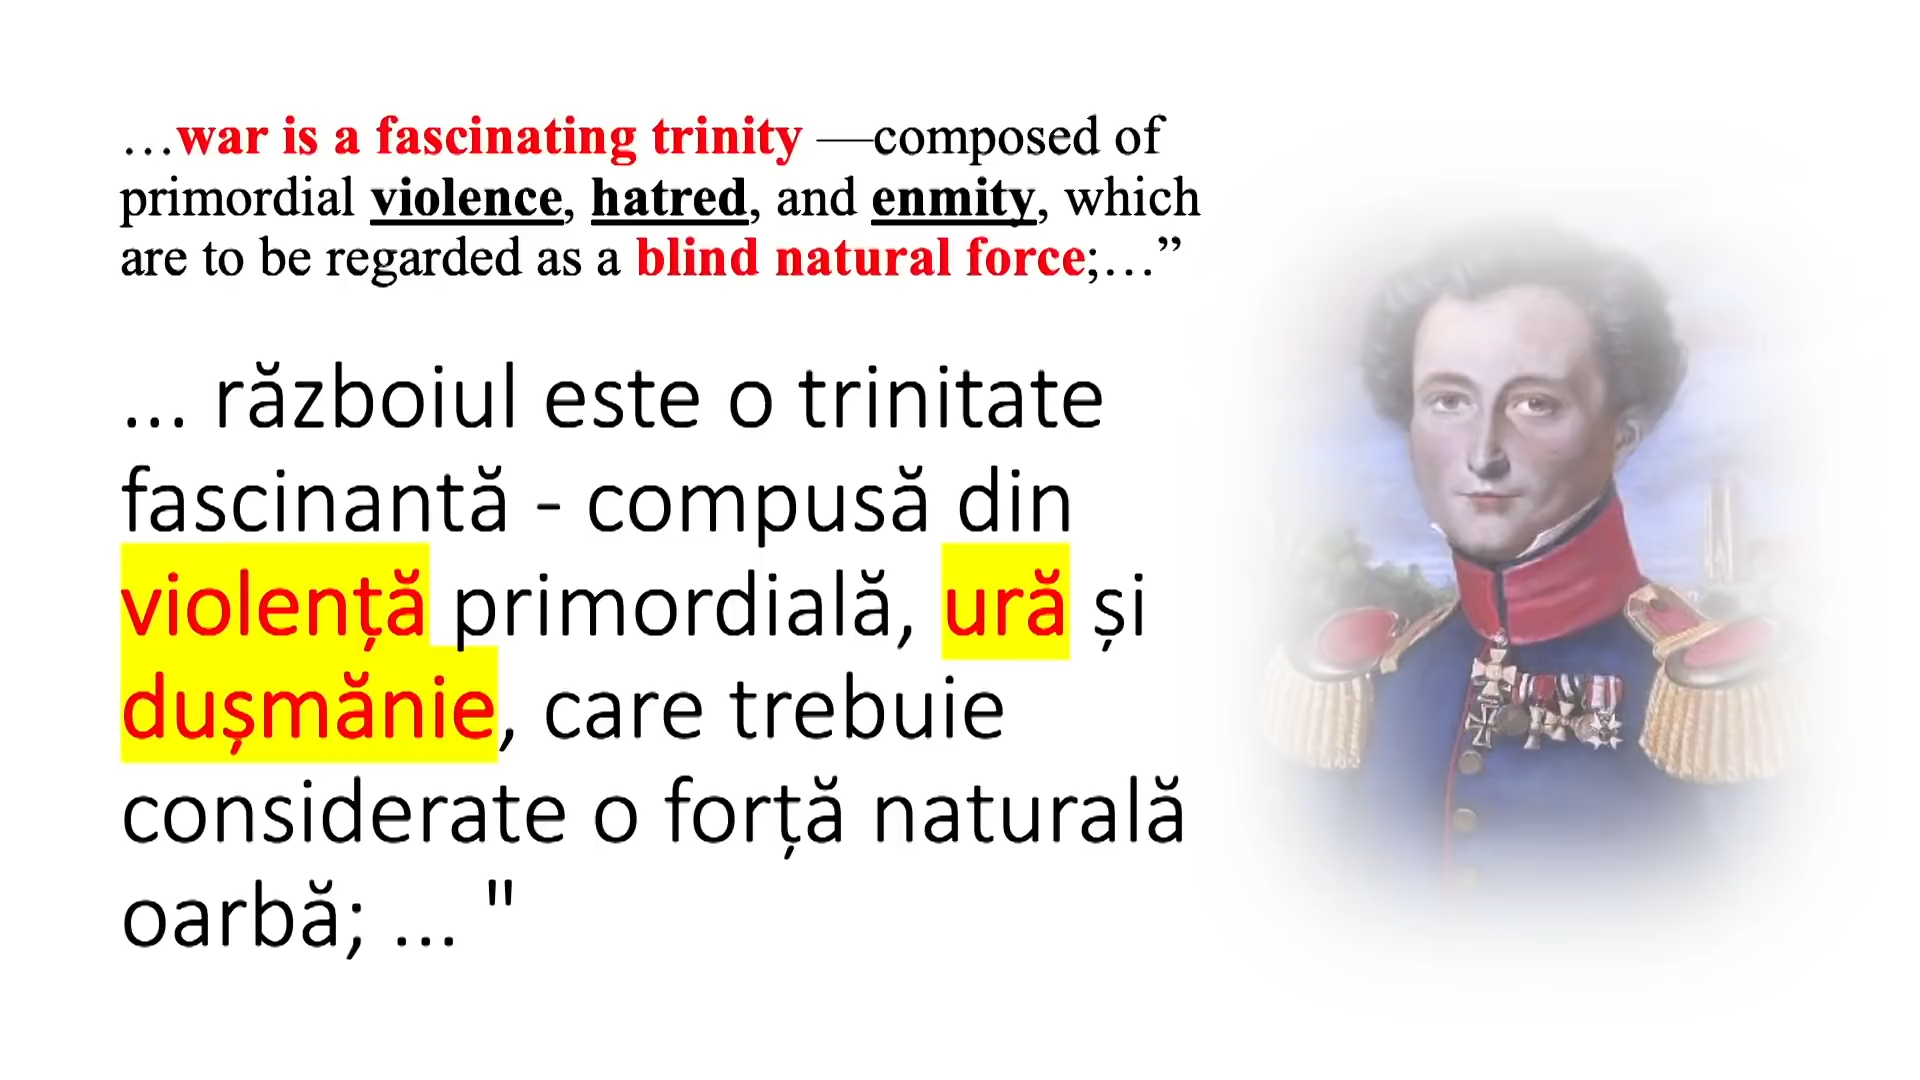 …war is a fascinating trinity —composed of
primordial violence, hatred, and enmity, which
are to be regarded as a blind natural force;…”
... războiul este o trinitate
fascinantă - compusă din
violență primordială, ură și
dușmănie, care trebuie
considerate o forță naturală
oarbă; ... "